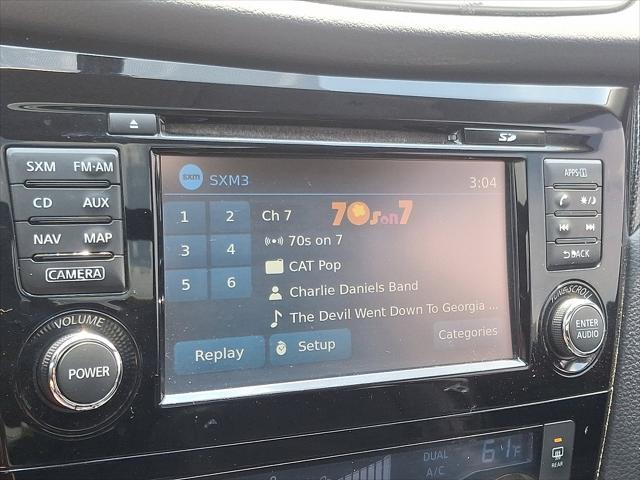 SXM FM·AM
CD AUX
NAV MAP
CAMERA
VOLUME
POWER
SD
sxm SXM3 3:04
1 2 Ch 7 70s on 7
70s on 7
3 4 CAT Pop
5 6 Charlie Daniels Band
The Devil Went Down To Georgia ...
Replay Setup Categories
APPS
BACK
TUNE·SCROLL
ENTER
AUDIO
DUAL
A/C
61°F
REAR